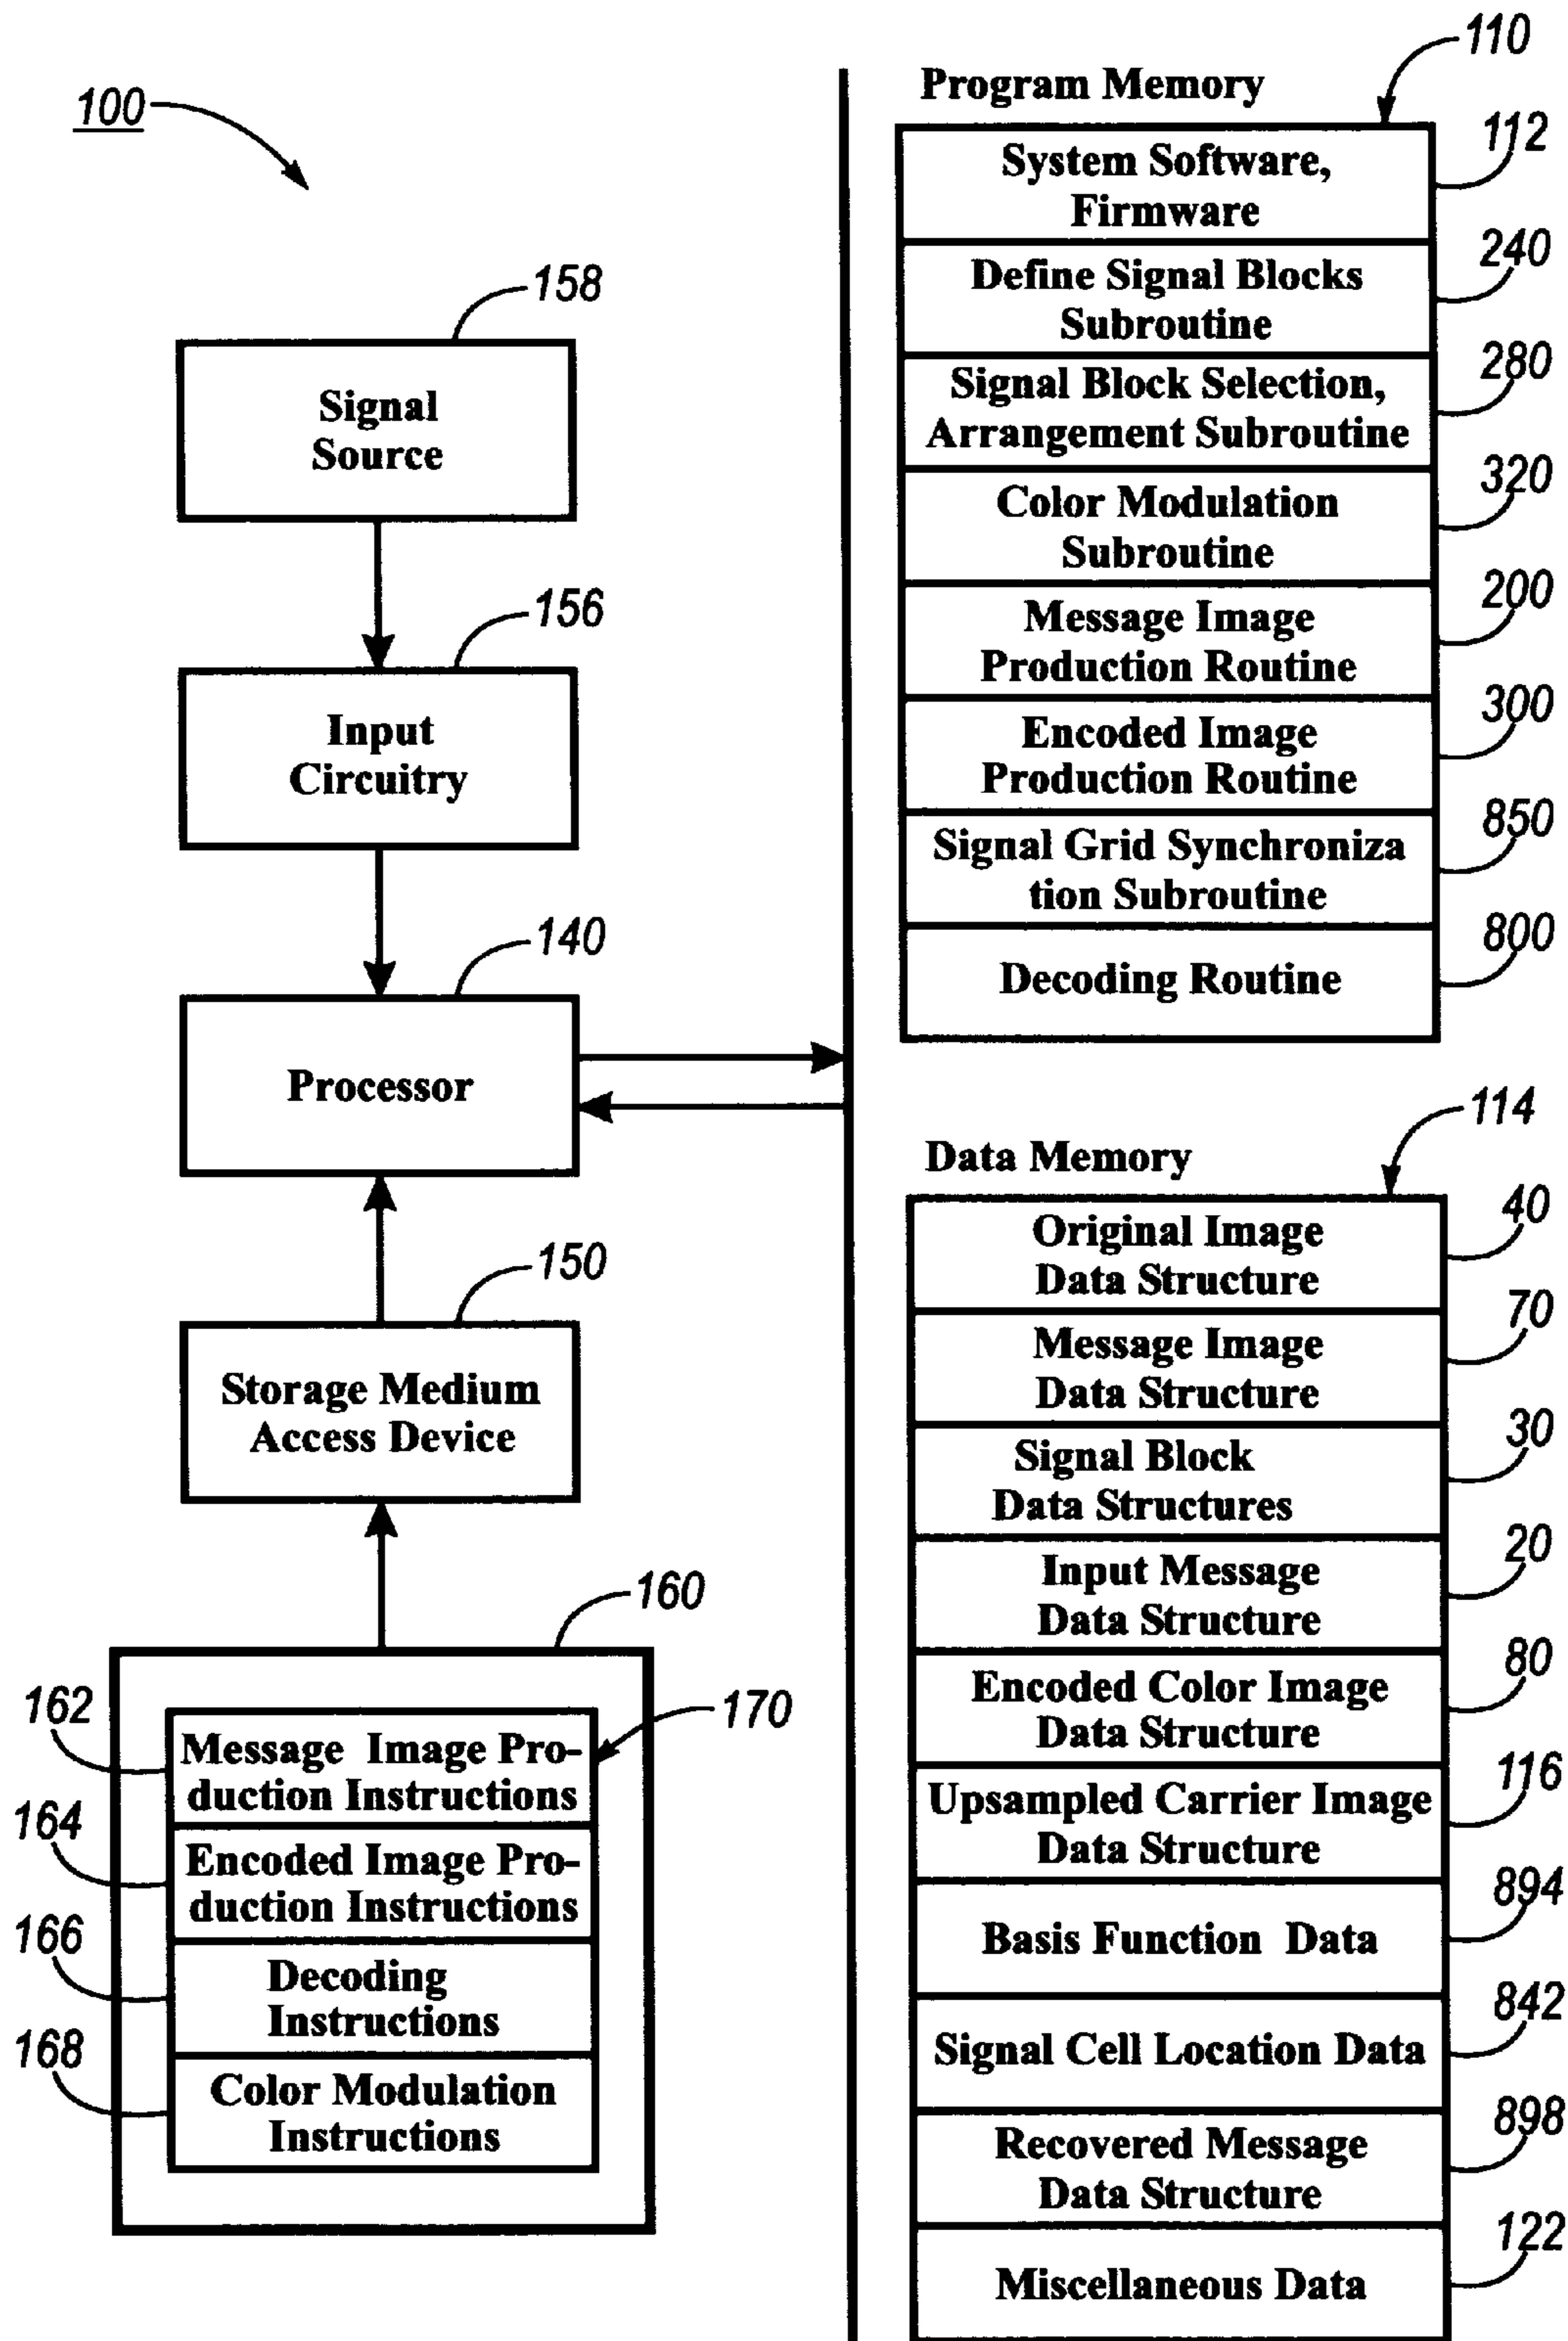 100
158
Signal
Source
156
Input
Circuitry
140
Processor
150
Storage Medium
Access Device
160
170
162
Message Image Pro-
duction Instructions
164
Encoded Image Pro-
duction Instructions
166
Decoding
Instructions
168
Color Modulation
Instructions
110
Program Memory
112
System Software,
Firmware
240
Define Signal Blocks
Subroutine
280
Signal Block Selection,
Arrangement Subroutine
320
Color Modulation
Subroutine
200
Message Image
Production Routine
300
Encoded Image
Production Routine
850
Signal Grid Synchroniza
tion Subroutine
800
Decoding Routine
114
Data Memory
40
Original Image
Data Structure
70
Message Image
Data Structure
30
Signal Block
Data Structures
20
Input Message
Data Structure
80
Encoded Color Image
Data Structure
116
Upsampled Carrier Image
Data Structure
894
Basis Function Data
842
Signal Cell Location Data
898
Recovered Message
Data Structure
122
Miscellaneous Data